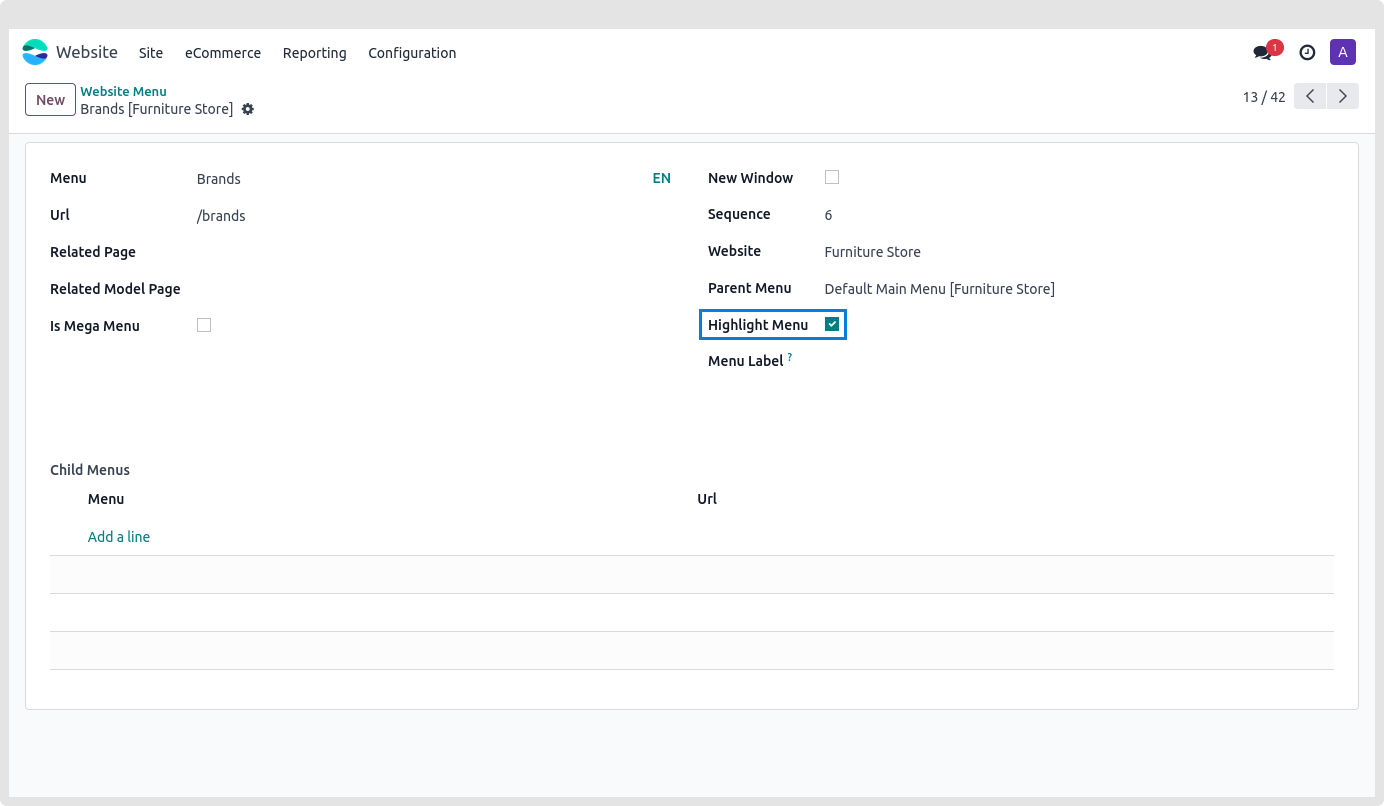 Website Site eCommerce Reporting Configuration 1 A
New Website Menu
Brands [Furniture Store] 13 / 42
Menu Brands EN New Window
Url /brands Sequence 6
Related Page Website Furniture Store
Related Model Page Parent Menu Default Main Menu [Furniture Store]
Is Mega Menu Highlight Menu
Menu Label ?
Child Menus
Menu Url
Add a line